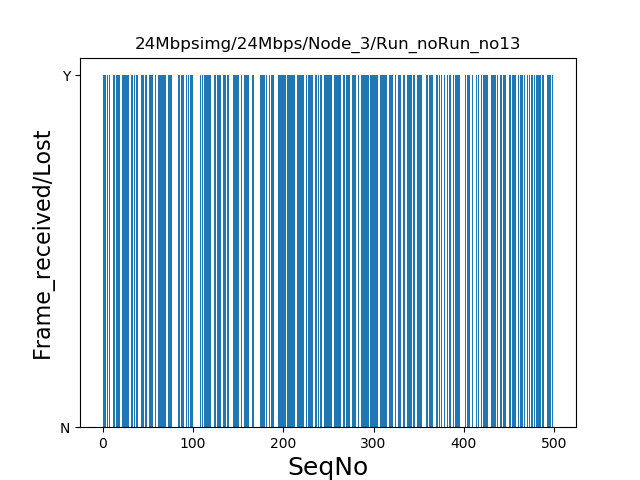 24Mbpsimg/24Mbps/Node_3/Run_noRun_no13
Y
Frame_received/Lost
N
0 100 200 300 400 500
SeqNo